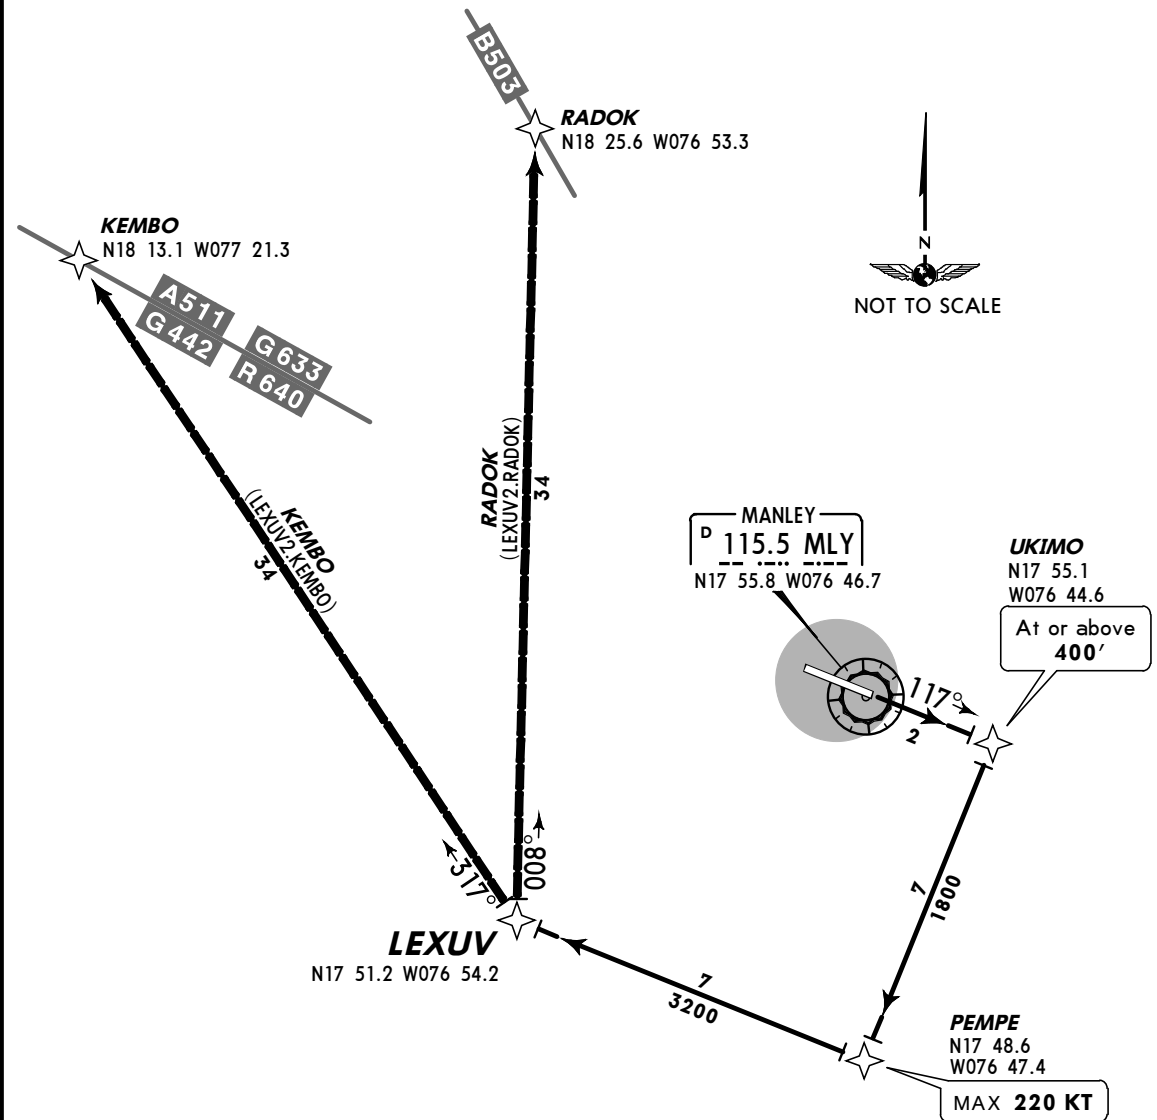 B503
RADOK
N18 25.6 W076 53.3
KEMBO
N18 13.1 W077 21.3
A511
G442
G633
R640
N
NOT TO SCALE
RADOK
(LEXUV2.RADOK)
34
KEMBO
(LEXUV2.KEMBO)
34
MANLEY
D 115.5 MLY
N17 55.8 W076 46.7
UKIMO
N17 55.1
W076 44.6
At or above
400'
117°
2
008°
317°
7
1800
LEXUV
N17 51.2 W076 54.2
7
3200
PEMPE
N17 48.6
W076 47.4
MAX 220 KT